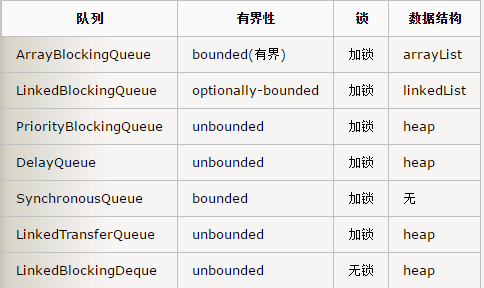 队列 有界性 锁 数据结构
ArrayBlockingQueue bounded(有界) 加锁 arrayList
LinkedBlockingQueue optionally-bounded 加锁 linkedList
PriorityBlockingQueue unbounded 加锁 heap
DelayQueue unbounded 加锁 heap
SynchronousQueue bounded 加锁 无
LinkedTransferQueue unbounded 加锁 heap
LinkedBlockingDeque unbounded 无锁 heap